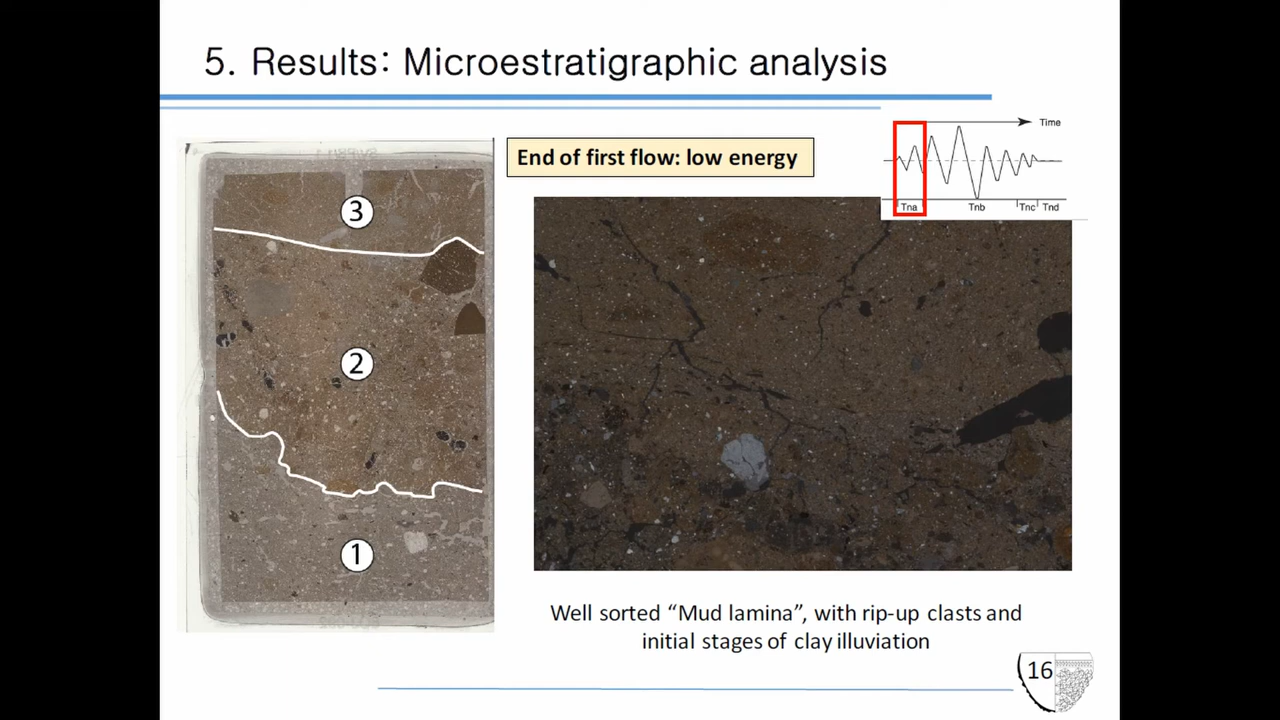 5. Results: Microestratigraphic analysis
End of first flow: low energy
Time
Tna Tnb Tnc Tnd
3
2
1
Well sorted “Mud lamina”, with rip-up clasts and
initial stages of clay illuviation
16